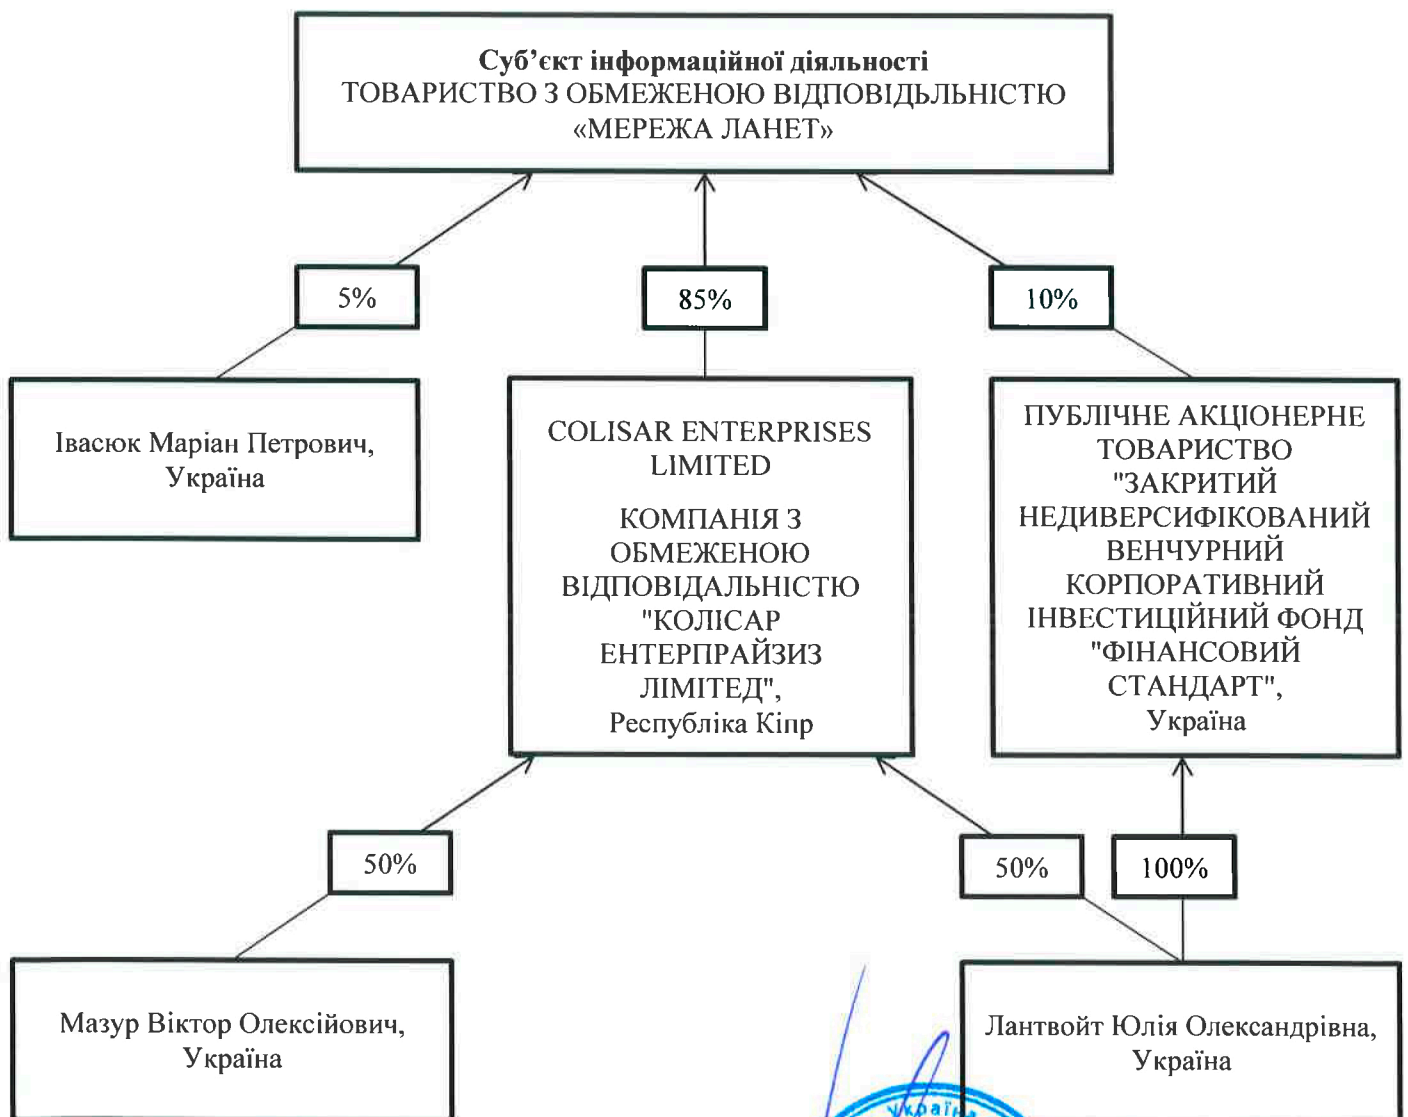 Суб’єкт інформаційної діяльності
ТОВАРИСТВО З ОБМЕЖЕНОЮ ВІДПОВІДЬЛЬНІСТЮ
«МЕРЕЖА ЛАНЕТ»
5%
85%
10%
Івасюк Маріан Петрович,
Україна
COLISAR ENTERPRISES
LIMITED
КОМПАНІЯ З
ОБМЕЖЕНОЮ
ВІДПОВІДАЛЬНІСТЮ
"КОЛІСАР
ЕНТЕРПРАЙЗИЗ
ЛІМІТЕД",
Республіка Кіпр
ПУБЛІЧНЕ АКЦІОНЕРНЕ
ТОВАРИСТВО
"ЗАКРИТИЙ
НЕДИВЕРСИФІКОВАНИЙ
ВЕНЧУРНИЙ
КОРПОРАТИВНИЙ
ІНВЕСТИЦІЙНИЙ ФОНД
"ФІНАНСОВИЙ
СТАНДАРТ",
Україна
50%
50%
100%
Мазур Віктор Олексійович,
Україна
Лантвойт Юлія Олександрівна,
Україна
Україна